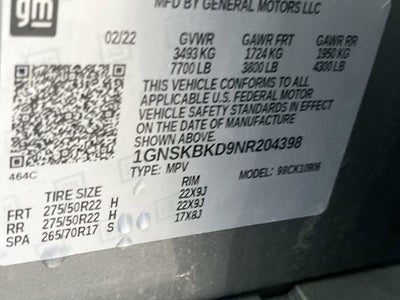 gm
MFD BY GENERAL MOTORS LLC
02/22 GVWR GAWR FRT GAWR RR
3493 KG 1724 KG 1950 KG
7700 LB 3800 LB 4300 LB
THIS VEHICLE CONFORMS TO ALL
APPLICABLE U.S. FEDERAL MOTOR
VEHICLE SAFETY STANDARDS IN
EFFECT ON THE DATE OF
MANUFACTURE SHOWN ABOVE.
1GNSKBKD9NR204398
464C TYPE: MPV 98CK10906
TIRE SIZE RIM
FRT 275/50R22 H 22X9J
RR 275/50R22 H 22X9J
SPA 265/70R17 S 17X8J